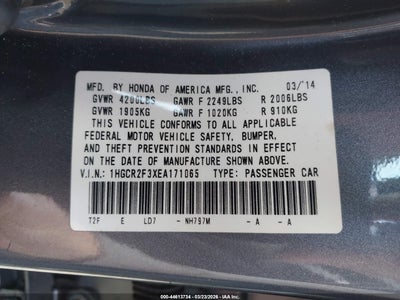 MFD. BY HONDA OF AMERICA MFG., INC. 03/'14
GVWR 4200LBS GAWR F 2249LBS R 2006LBS
GVWR 1905KG GAWR F 1020KG R 910KG
THIS VEHICLE CONFORMS TO ALL APPLICABLE
FEDERAL MOTOR VEHICLE SAFETY, BUMPER,
AND THEFT PREVENTION STANDARDS IN EFFECT
ON THE DATE OF MANUFACTURE SHOWN ABOVE.
V.I.N: 1HGCR2F3XEA171065 TYPE: PASSENGER CAR
T2F E LD7 - NH797M - A - A
000-44613734 - 03/23/2026 - IAA Inc.